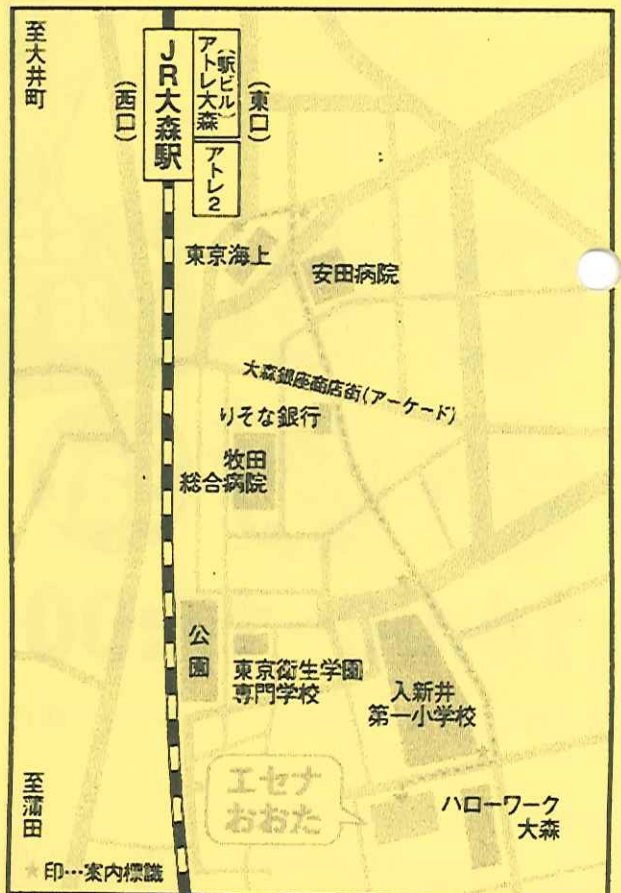 至大井町
(西口)
JR大森駅
(駅ビル)
アトレ大森
アトレ2
(東口)
東京海上
安田病院
大森銀座商店街(アーケード)
りそな銀行
牧田
総合病院
公園
東京衛生学園
専門学校
入新井
第一小学校
エセナ
おおた
ハローワーク
大森
至蒲田
★印…案内標識